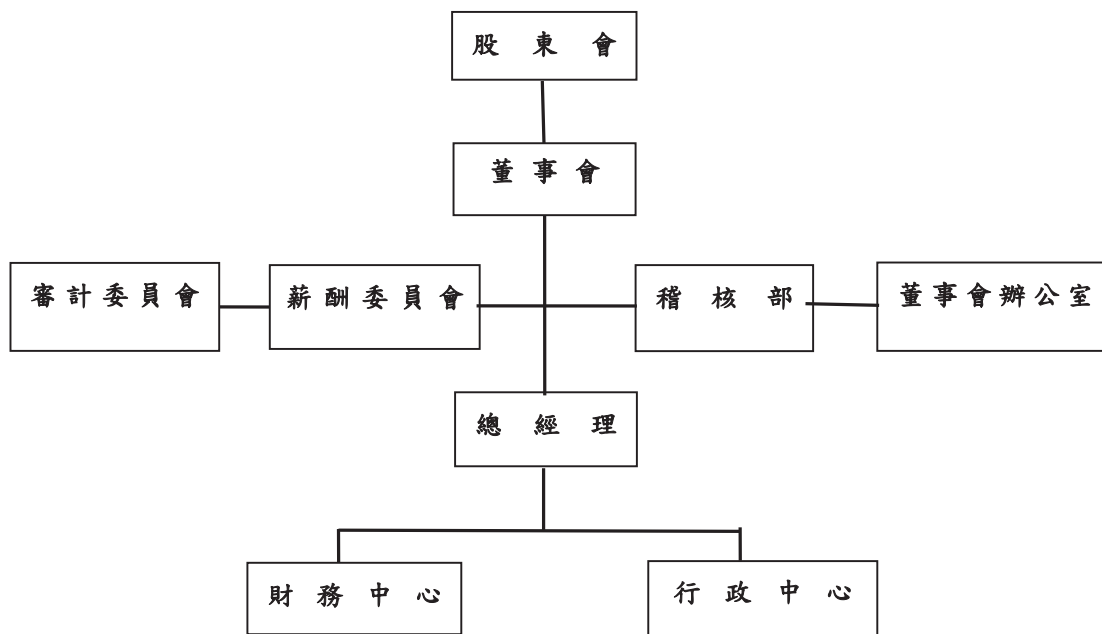 股東會
董事會
審計委員會
薪酬委員會
稽核部
董事會辦公室
總經理
財務中心
行政中心